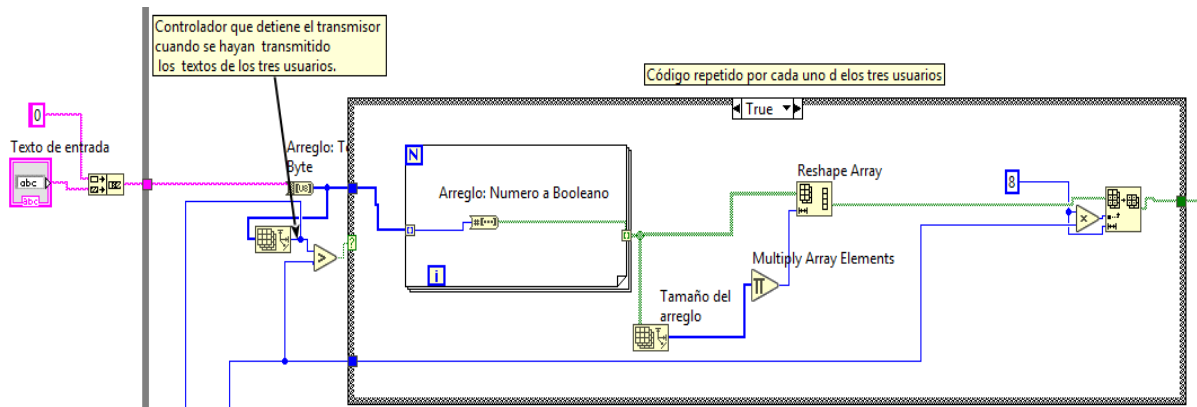 Controlador que detiene el transmisor
cuando se hayan transmitido
los textos de los tres usuarios.
Código repetido por cada uno d elos tres usuarios
True
0
Texto de entrada
abc
abc
Arreglo:
Byte
[U8]
N
Arreglo: Numero a Booleano
#[...]
i
Reshape Array
8
Multiply Array Elements
Tamaño del
arreglo
>
?
x